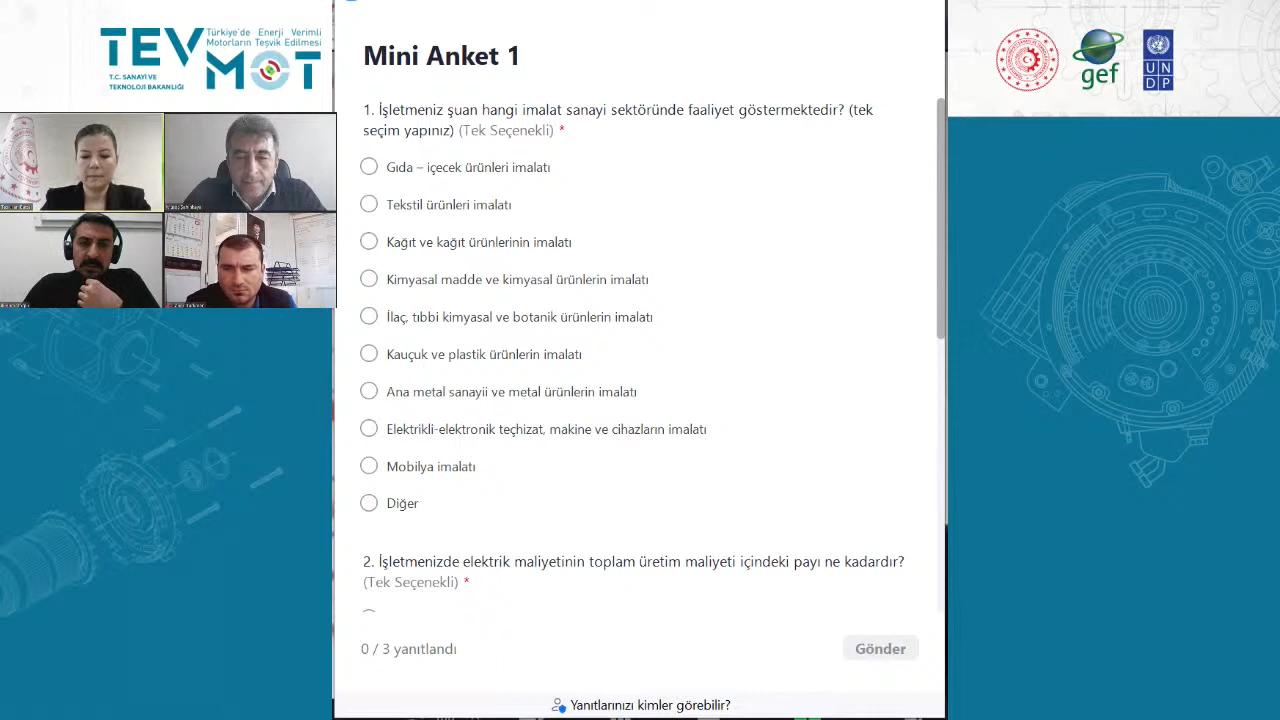 TEVMOT
Türkiye'de Enerji Verimli
Motorların Teşvik Edilmesi
T.C. SANAYİ VE
TEKNOLOJİ BAKANLIĞI
gef
UN
DP
Mini Anket 1
1. İşletmeniz şuan hangi imalat sanayi sektöründe faaliyet göstermektedir? (tek
seçim yapınız) (Tek Seçenekli) *
Gıda – içecek ürünleri imalatı
Tekstil ürünleri imalatı
Kağıt ve kağıt ürünlerinin imalatı
Kimyasal madde ve kimyasal ürünlerin imalatı
İlaç, tıbbi kimyasal ve botanik ürünlerin imalatı
Kauçuk ve plastik ürünlerin imalatı
Ana metal sanayii ve metal ürünlerin imalatı
Elektrikli-elektronik teçhizat, makine ve cihazların imalatı
Mobilya imalatı
Diğer
2. İşletmenizde elektrik maliyetinin toplam üretim maliyeti içindeki payı ne kadardır?
(Tek Seçenekli) *
0 / 3 yanıtlandı
Gönder
Yanıtlarınızı kimler görebilir?